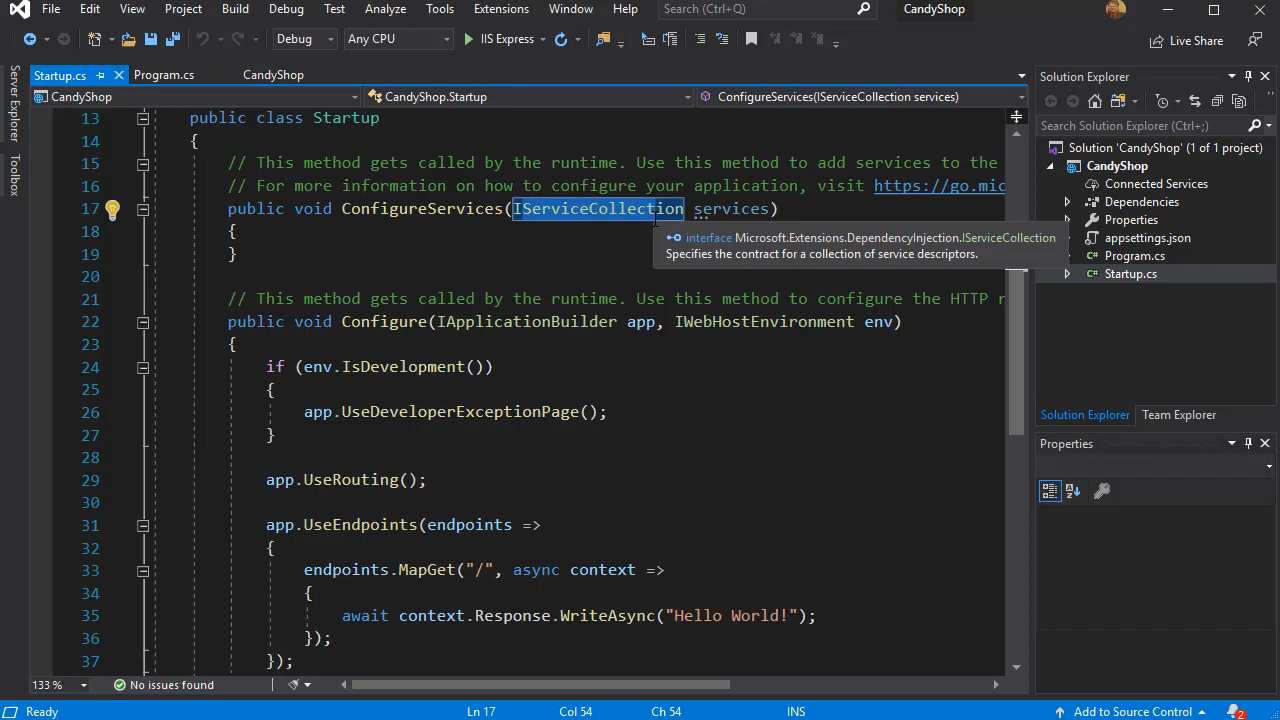 File Edit View Project Build Debug Test Analyze Tools Extensions Window Help Search (Ctrl+Q) CandyShop
Debug Any CPU IIS Express Live Share
Server Explorer
Toolbox
Startup.cs Program.cs CandyShop
CandyShop CandyShop.Startup ConfigureServices(IServiceCollection services)
13 public class Startup
14 {
15 // This method gets called by the runtime. Use this method to add services to the
16 // For more information on how to configure your application, visit https://go.mic
17 public void ConfigureServices(IServiceCollection services)
18 {
19 }
interface Microsoft.Extensions.DependencyInjection.IServiceCollection
Specifies the contract for a collection of service descriptors.
20
21 // This method gets called by the runtime. Use this method to configure the HTTP r
22 public void Configure(IApplicationBuilder app, IWebHostEnvironment env)
23 {
24 if (env.IsDevelopment())
25 {
26 app.UseDeveloperExceptionPage();
27 }
28
29 app.UseRouting();
30
31 app.UseEndpoints(endpoints =>
32 {
33 endpoints.MapGet("/", async context =>
34 {
35 await context.Response.WriteAsync("Hello World!");
36 });
37 });
133 % No issues found
Solution Explorer
Search Solution Explorer (Ctrl+;)
Solution 'CandyShop' (1 of 1 project)
CandyShop
Connected Services
Dependencies
Properties
appsettings.json
Program.cs
Startup.cs
Solution Explorer Team Explorer
Properties
Ready Ln 17 Col 54 Ch 54 INS Add to Source Control 2